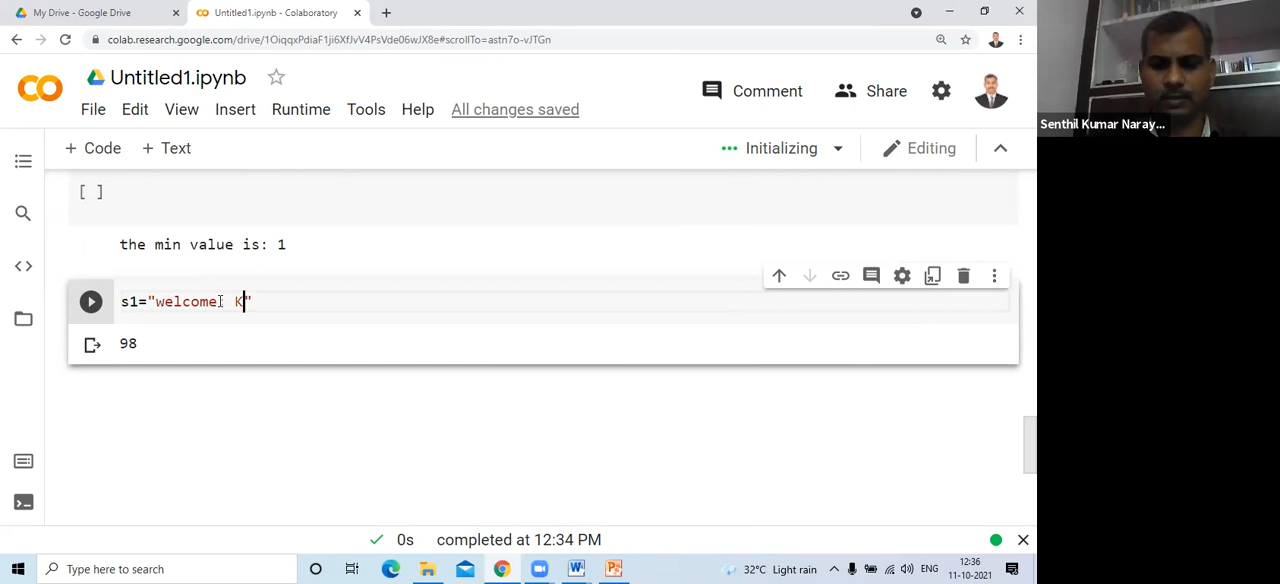 My Drive - Google Drive
Untitled1.ipynb - Colaboratory
colab.research.google.com/drive/1OiqqxPdiaF1ji6XfJvV4PsVde06wJX8e#scrollTo=astn7o-vJTGn
Untitled1.ipynb
File Edit View Insert Runtime Tools Help All changes saved
Comment Share
+ Code + Text
Initializing Editing
[ ]
the min value is: 1
s1="welcome K"
98
0s completed at 12:34 PM
Type here to search
32°C Light rain
ENG
12:36
11-10-2021
Senthil Kumar Naray...